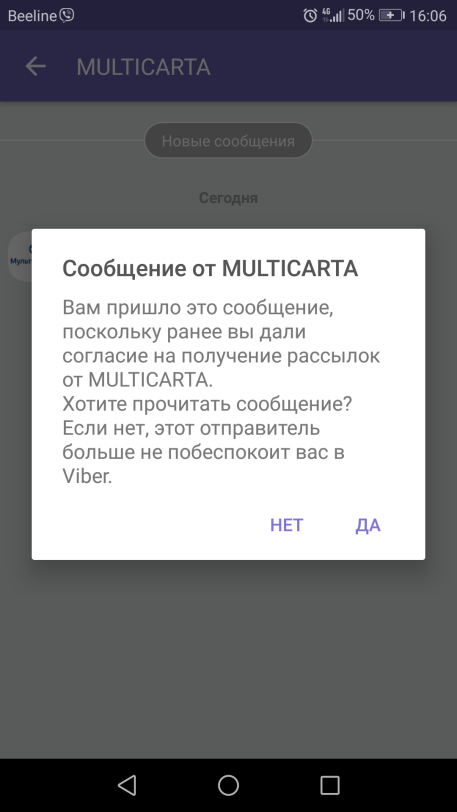 Beeline 4G 50% 16:06
MULTICARTA
Новые сообщения
Сегодня
Сообщение от MULTICARTA
Вам пришло это сообщение,
поскольку ранее вы дали
согласие на получение рассылок
от MULTICARTA.
Хотите прочитать сообщение?
Если нет, этот отправитель
больше не побеспокоит вас в
Viber.
НЕТ ДА